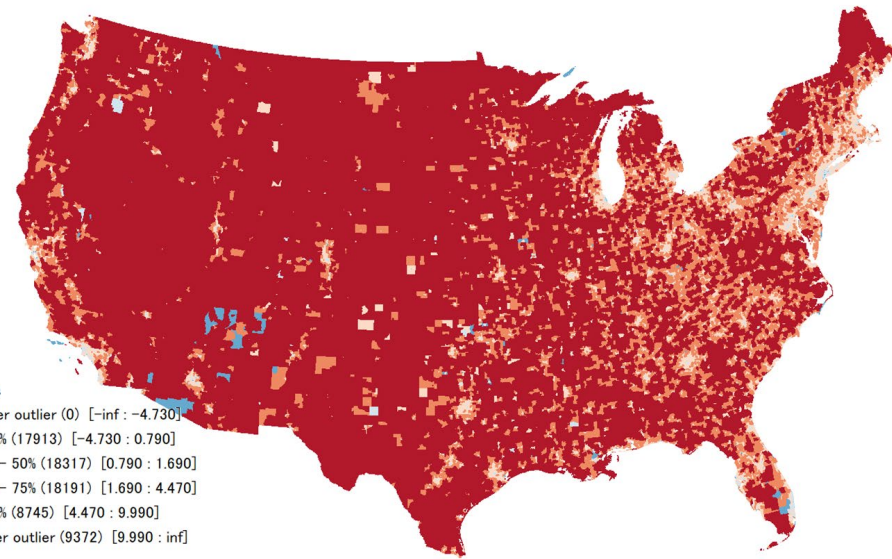 er outlier (0) [-inf : -4.730]
% (17913) [-4.730 : 0.790]
- 50% (18317) [0.790 : 1.690]
- 75% (18191) [1.690 : 4.470]
% (8745) [4.470 : 9.990]
er outlier (9372) [9.990 : inf]